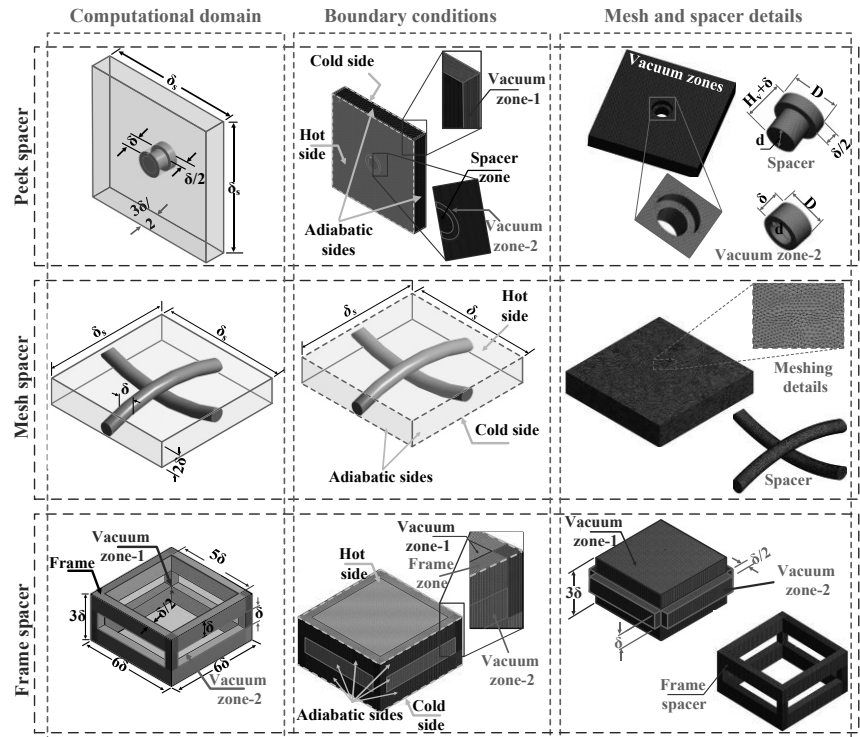 Computational domain
Boundary conditions
Mesh and spacer details
Peek spacer
δs
δ
δ/2
δs
3δ/
2
Cold side
Vacuum
zone-1
Hot
side
Spacer
zone
Adiabatic
sides
Vacuum
zone-2
Vacuum zones
Hv+δ
D
d
δ/2
Spacer
δ
D
d
Vacuum zone-2
Mesh spacer
δs
δs
δ
2δ
δs
δs
Hot
side
Cold side
Adiabatic sides
Meshing
details
Spacer
Frame spacer
Vacuum
zone-1
Frame
5δ
3δ
δ/2
δ
δ
6δ
6δ
Vacuum
zone-2
Vacuum
zone-1
Frame
zone
Hot
side
Vacuum
zone-2
Adiabatic sides
Cold
side
Vacuum
zone-1
δ/2
3δ
Vacuum
zone-2
δ
Frame
spacer